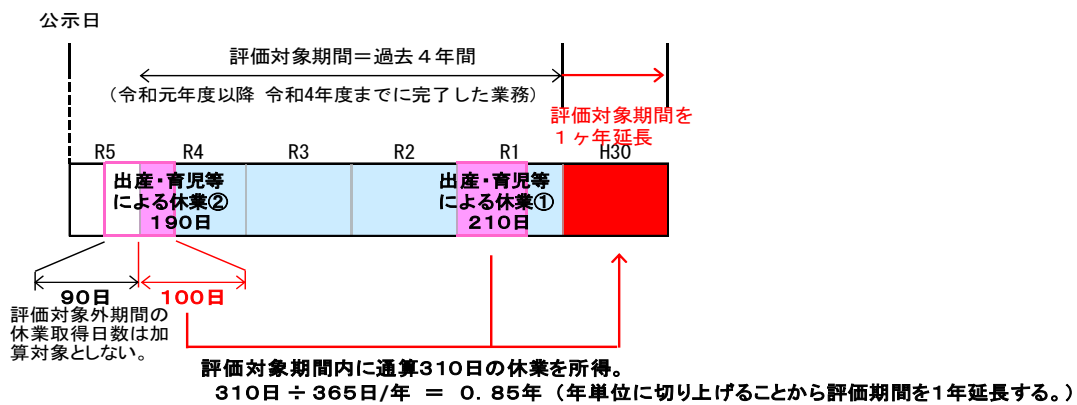 公示日
評価対象期間＝過去４年間
（令和元年度以降 令和4年度までに完了した業務）
評価対象期間を
１ヶ年延長
R5 R4 R3 R2 R1 H30
出産・育児等
による休業②
１９０日
出産・育児等
による休業①
２１０日
９０日
１００日
評価対象外期間の
休業取得日数は加
算対象としない。
評価対象期間内に通算３１０日の休業を所得。
３１０日 ÷ ３６５日/年 ＝ ０．８５年 （年単位に切り上げることから評価期間を１年延長する。）